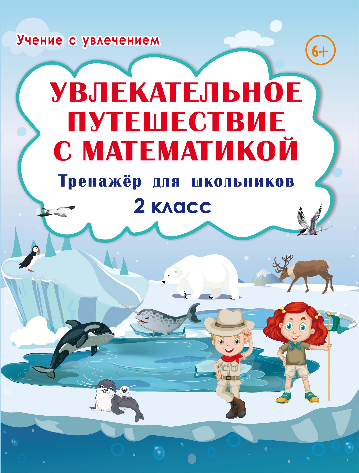 Учение с увлечением
6+
УВЛЕКАТЕЛЬНОЕ
ПУТЕШЕСТВИЕ
С МАТЕМАТИКОЙ
Тренажёр для школьников
2 класс